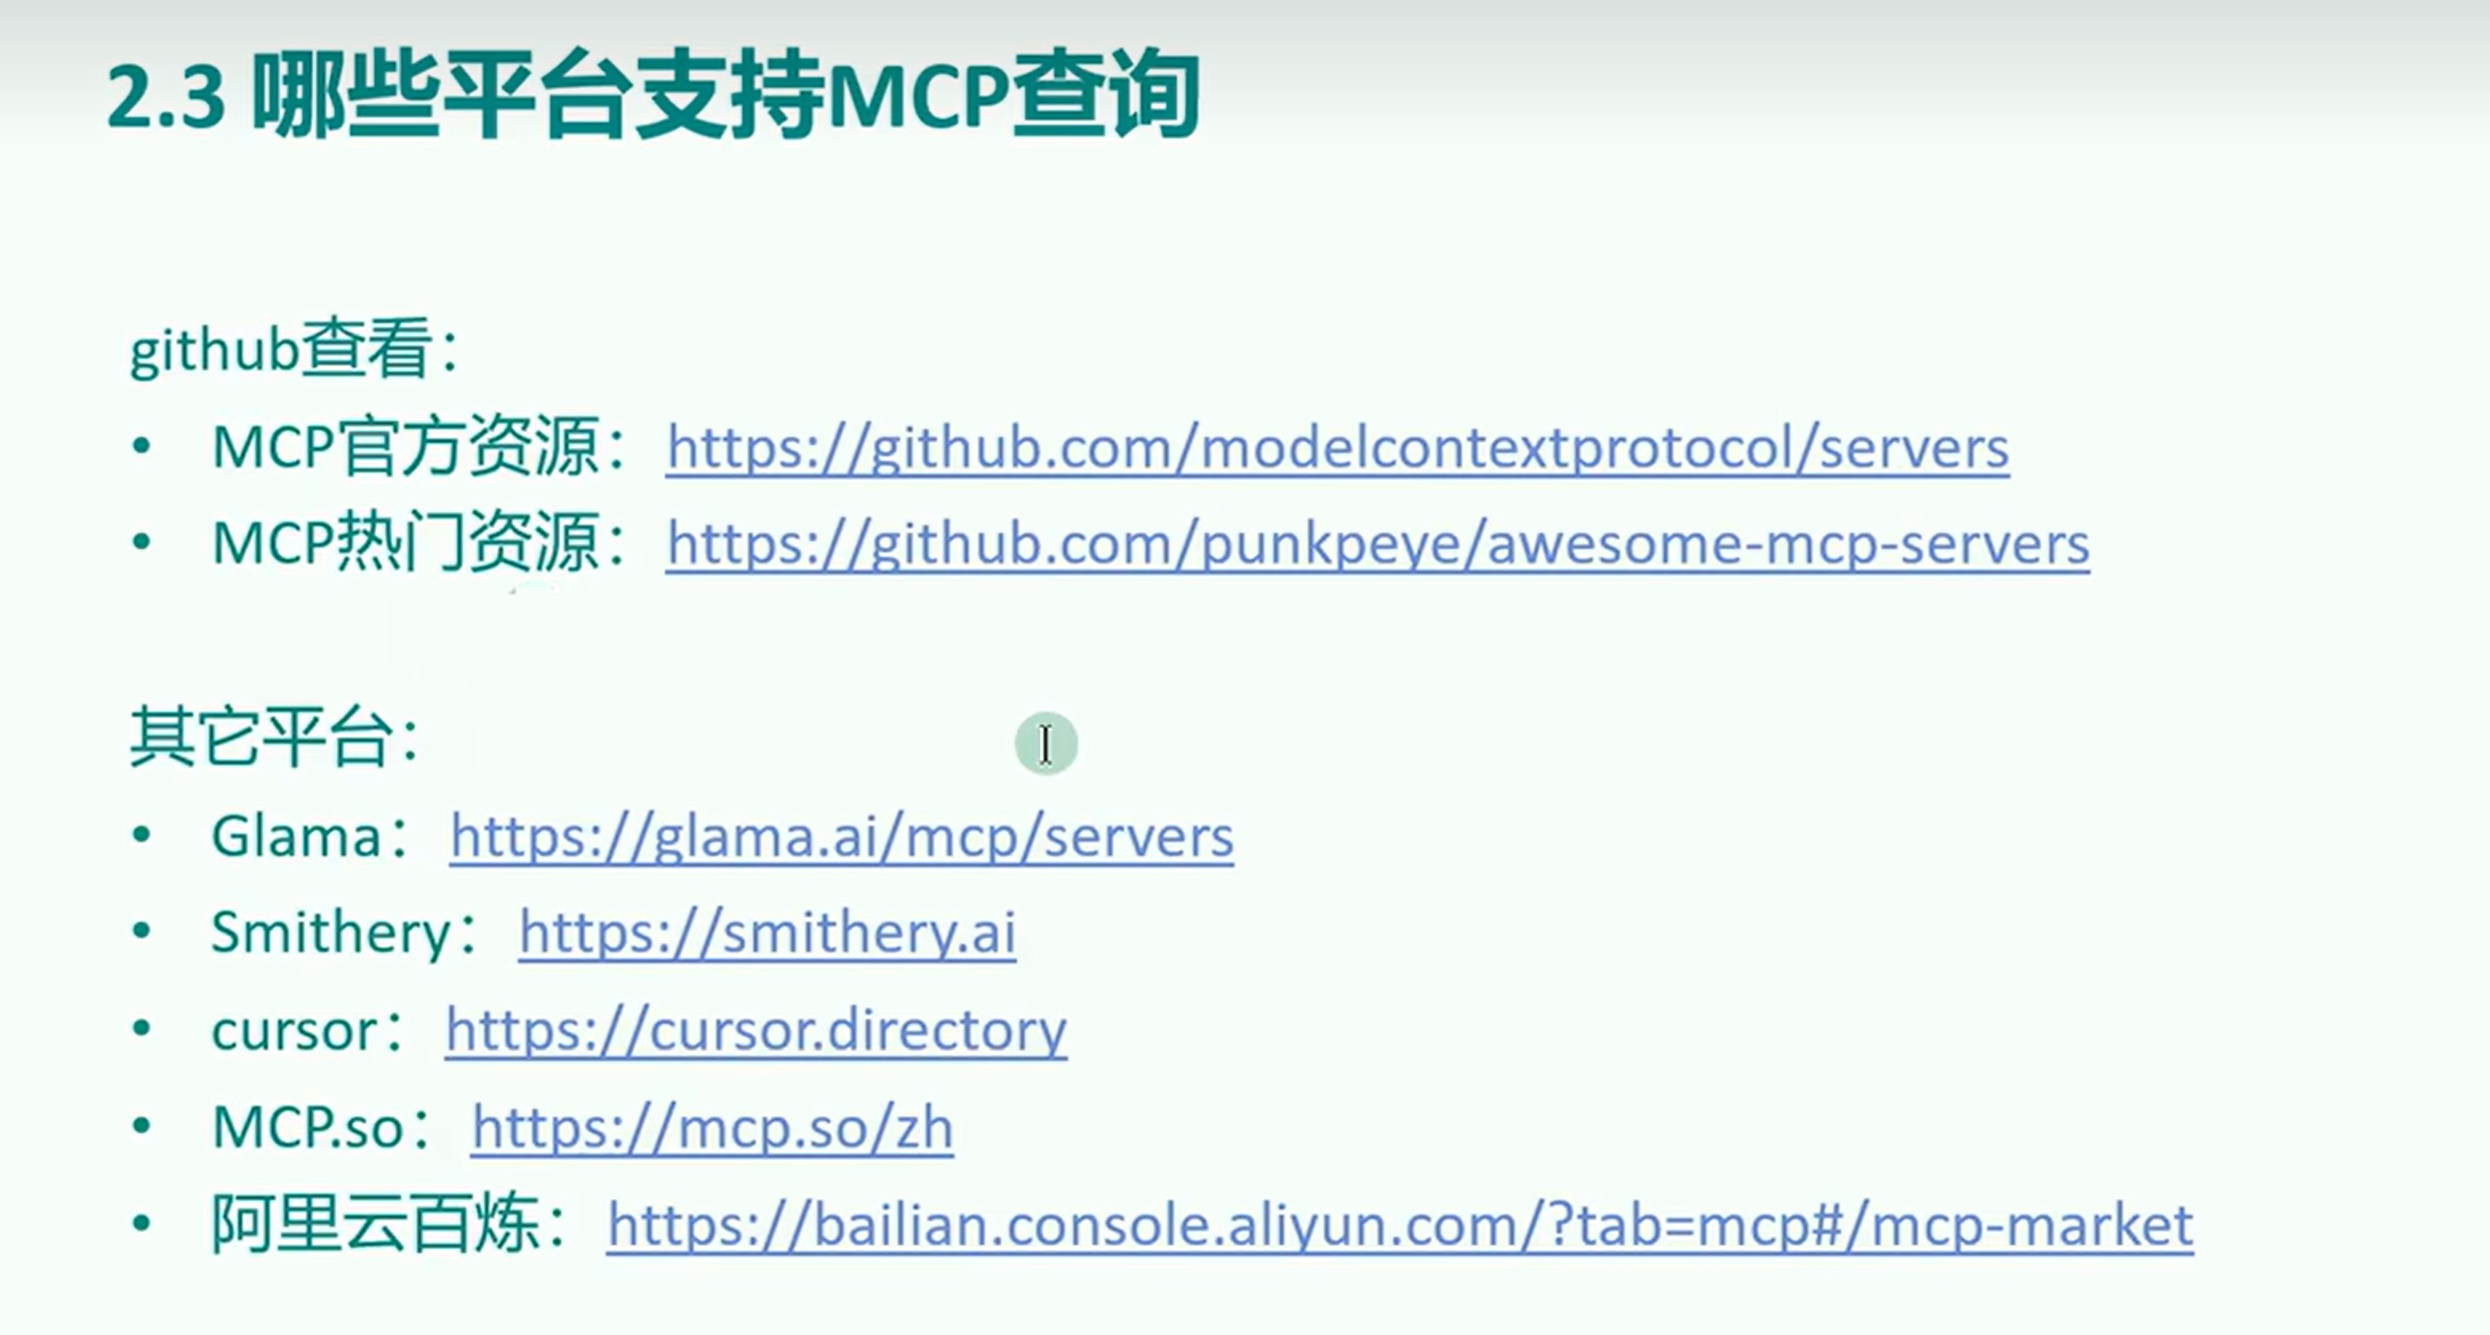 2.3 哪些平台支持MCP查询
github查看：
• MCP官方资源：https://github.com/modelcontextprotocol/servers
• MCP热门资源：https://github.com/punkpeye/awesome-mcp-servers
其它平台：
• Glama：https://glama.ai/mcp/servers
• Smithery：https://smithery.ai
• cursor：https://cursor.directory
• MCP.so：https://mcp.so/zh
• 阿里云百炼：https://bailian.console.aliyun.com/?tab=mcp#/mcp-market